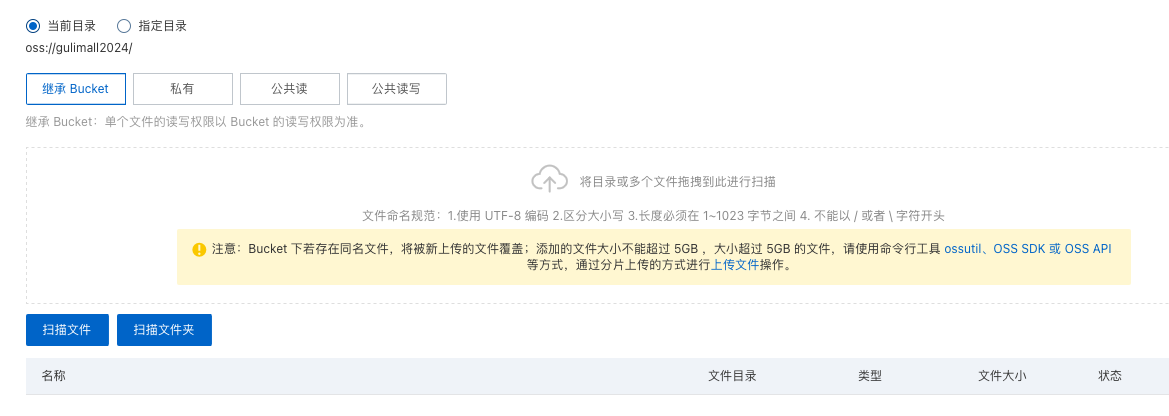 当前目录 指定目录
oss://gulimall2024/
继承 Bucket 私有 公共读 公共读写
继承 Bucket：单个文件的读写权限以 Bucket 的读写权限为准。
将目录或多个文件拖拽到此进行扫描
文件命名规范：1.使用 UTF-8 编码 2.区分大小写 3.长度必须在 1~1023 字节之间 4. 不能以 / 或者 \ 字符开头
注意：Bucket 下若存在同名文件，将被新上传的文件覆盖；添加的文件大小不能超过 5GB ，大小超过 5GB 的文件，请使用命令行工具 ossutil、OSS SDK 或 OSS API
等方式，通过分片上传的方式进行上传文件操作。
扫描文件 扫描文件夹
名称 文件目录 类型 文件大小 状态